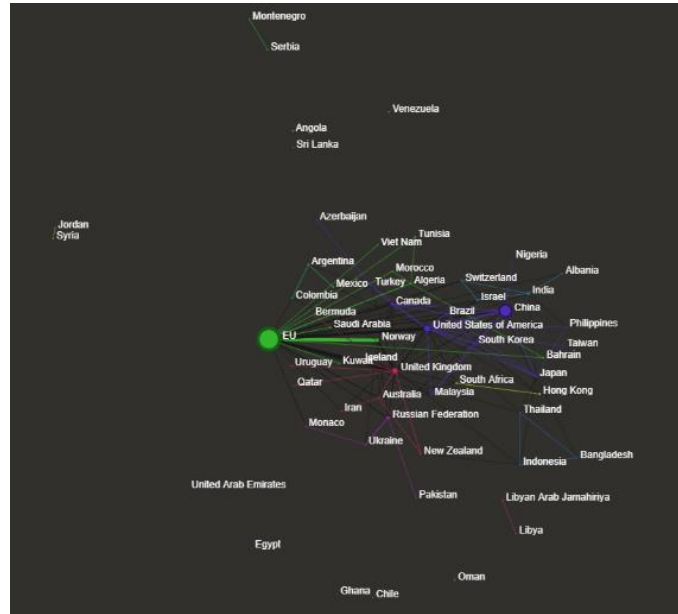 Montenegro
Serbia
Venezuela
Angola
Sri Lanka
Jordan
Syria
Azerbaijan
Tunisia
Viet Nam
Nigeria
Argentina
Morocco
Albania
Switzerland
Mexico
Turkey
Algeria
India
Colombia
Canada
Israel
Bermuda
Brazil
China
Saudi Arabia
United States of America
Philippines
EU
Norway
South Korea
Taiwan
Iceland
Bahrain
Uruguay
Kuwait
United Kingdom
Japan
Qatar
South Africa
Australia
Malaysia
Hong Kong
Iran
Russian Federation
Thailand
Monaco
Ukraine
New Zealand
Indonesia
Bangladesh
United Arab Emirates
Pakistan
Libyan Arab Jamahiriya
Libya
Egypt
Oman
Ghana
Chile